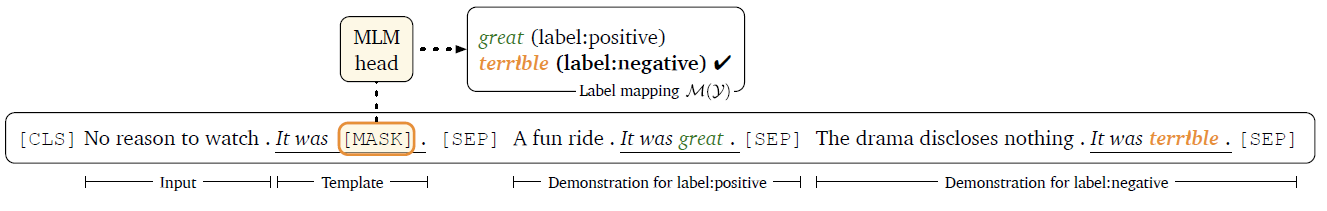 MLM
head
great (label:positive)
terrible (label:negative) ✔
Label mapping M(Y)
[CLS] No reason to watch . It was [MASK] . [SEP] A fun ride . It was great . [SEP] The drama discloses nothing . It was terrible . [SEP]
Input Template Demonstration for label:positive Demonstration for label:negative